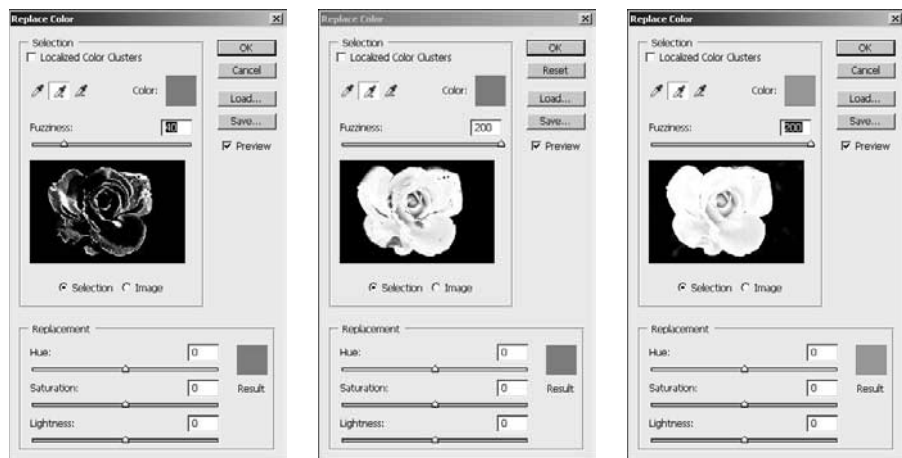 Replace Color
Selection
Localized Color Clusters
Color:
Fuzziness: 40
Selection Image
OK
Cancel
Load...
Save...
Preview
Replacement
Hue: 0
Saturation: 0
Result
Lightness: 0
Replace Color
Selection
Localized Color Clusters
Color:
Fuzziness: 200
Selection Image
OK
Reset
Load...
Save...
Preview
Replacement
Hue: 0
Saturation: 0
Result
Lightness: 0
Replace Color
Selection
Localized Color Clusters
Color:
Fuzziness: 200
Selection Image
OK
Cancel
Load...
Save...
Preview
Replacement
Hue: 0
Saturation: 0
Result
Lightness: 0